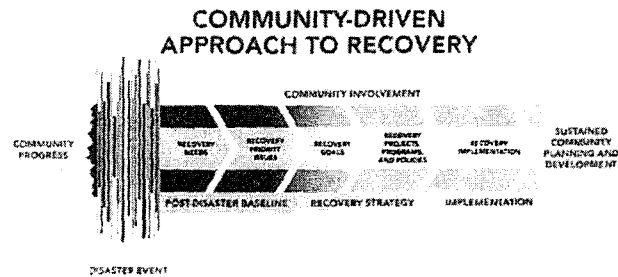 COMMUNITY-DRIVEN
APPROACH TO RECOVERY
COMMUNITY INVOLVEMENT
COMMUNITY
PROGRESS
RECOVERY
NEEDS
RECOVERY
PRIORITY
ISSUES
RECOVERY
GOALS
RECOVERY
PROJECTS,
PROGRAMS,
AND POLICIES
RECOVERY
IMPLEMENTATION
SUSTAINED
COMMUNITY
PLANNING AND
DEVELOPMENT
POST-DISASTER BASELINE
RECOVERY STRATEGY
IMPLEMENTATION
DISASTER EVENT